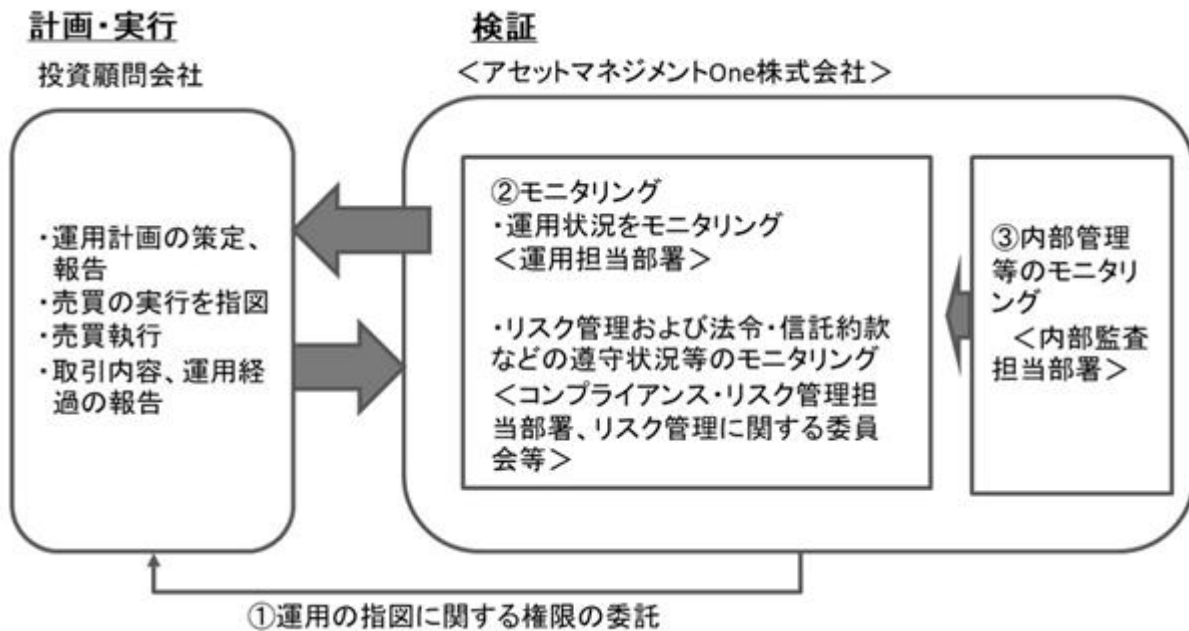 計画・実行
投資顧問会社
・運用計画の策定、
報告
・売買の実行を指図
・売買執行
・取引内容、運用経
過の報告
検証
＜アセットマネジメントOne株式会社＞
②モニタリング
・運用状況をモニタリング
＜運用担当部署＞
・リスク管理および法令・信託約款
などの遵守状況等のモニタリング
＜コンプライアンス・リスク管理担
当部署、リスク管理に関する委員
会等＞
③内部管理
等のモニタリ
ング
＜内部監査
担当部署＞
①運用の指図に関する権限の委託